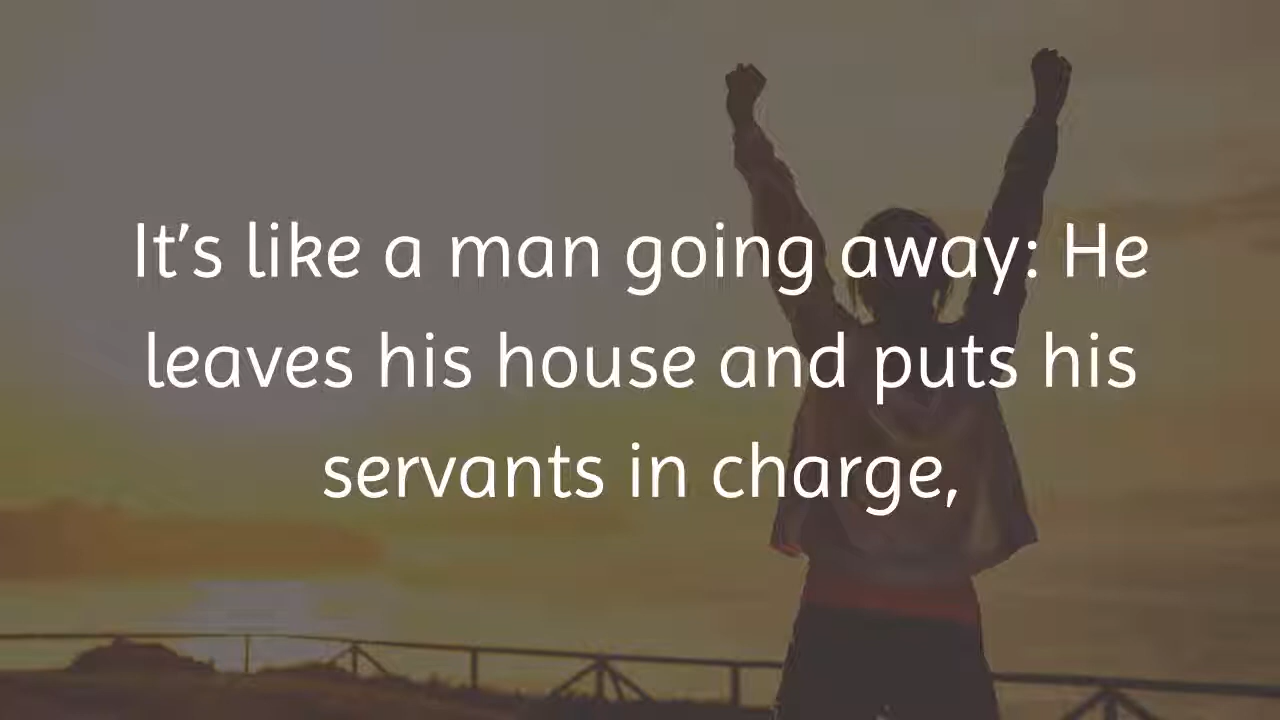 It’s like a man going away: He
leaves his house and puts his
servants in charge,